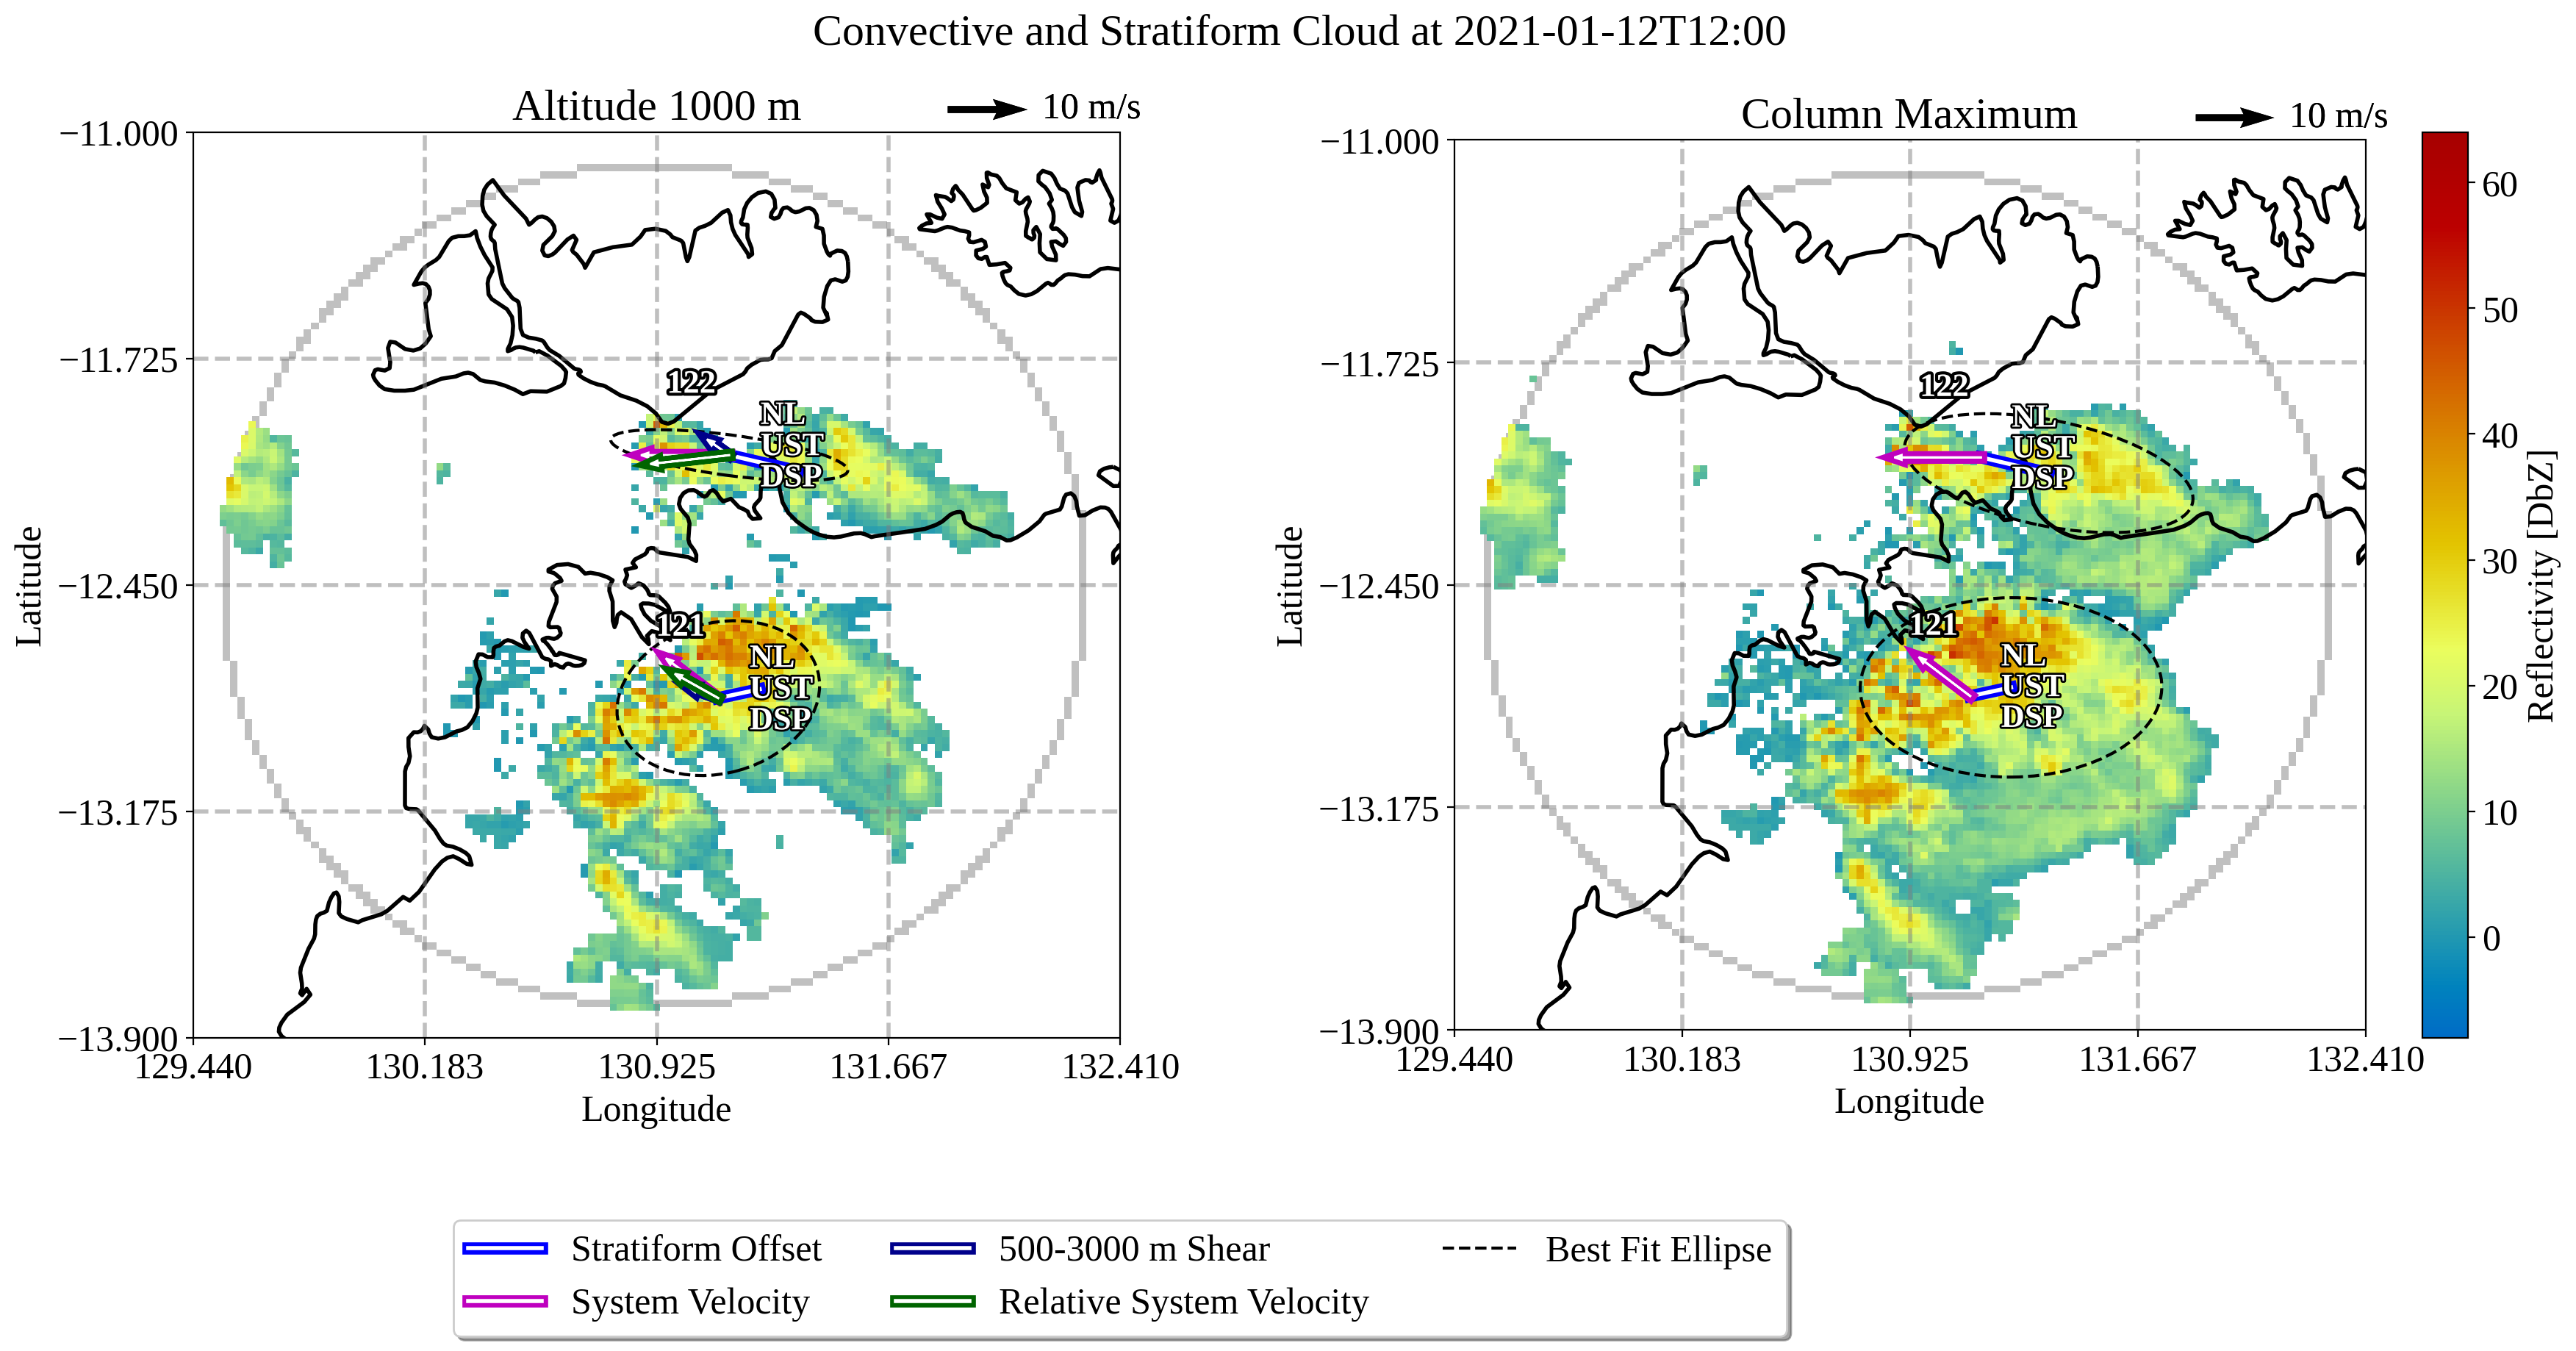 Convective and Stratiform Cloud at 2021-01-12T12:00
Altitude 1000 m
10 m/s
−11.000
−11.725
−12.450
−13.175
−13.900
129.440
130.183
130.925
131.667
132.410
Latitude
Longitude
122
NL
UST
DSP
121
NL
UST
DSP
Column Maximum
10 m/s
−11.000
−11.725
−12.450
−13.175
−13.900
129.440
130.183
130.925
131.667
132.410
Latitude
Longitude
122
NL
UST
DSP
121
NL
UST
DSP
60
50
40
30
20
10
0
Reflectivity [DbZ]
Stratiform Offset
System Velocity
500-3000 m Shear
Relative System Velocity
Best Fit Ellipse